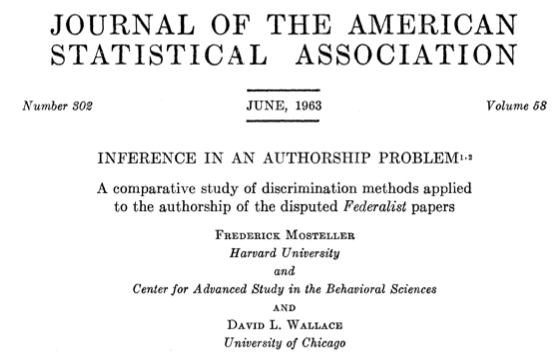 JOURNAL OF THE AMERICAN
STATISTICAL ASSOCIATION
Number 302 JUNE, 1963 Volume 58
INFERENCE IN AN AUTHORSHIP PROBLEM¹,²
A comparative study of discrimination methods applied
to the authorship of the disputed Federalist papers
FREDERICK MOSTELLER
Harvard University
and
Center for Advanced Study in the Behavioral Sciences
AND
DAVID L. WALLACE
University of Chicago